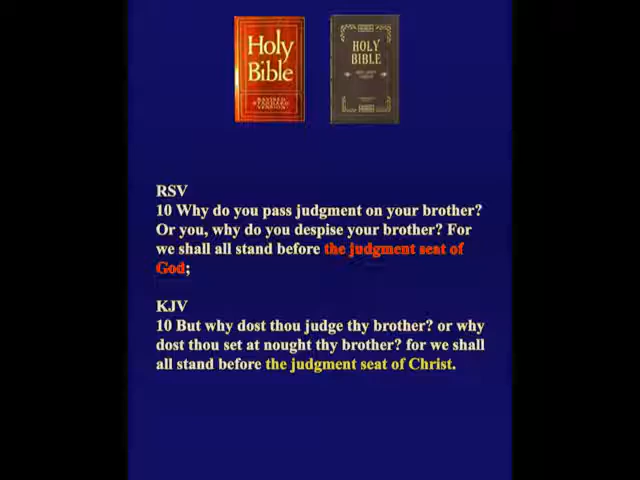 Holy
Bible
REVISED
STANDARD
VERSION
HOLY
BIBLE
RSV
10 Why do you pass judgment on your brother?
Or you, why do you despise your brother? For
we shall all stand before the judgment seat of
God;
KJV
10 But why dost thou judge thy brother? or why
dost thou set at nought thy brother? for we shall
all stand before the judgment seat of Christ.